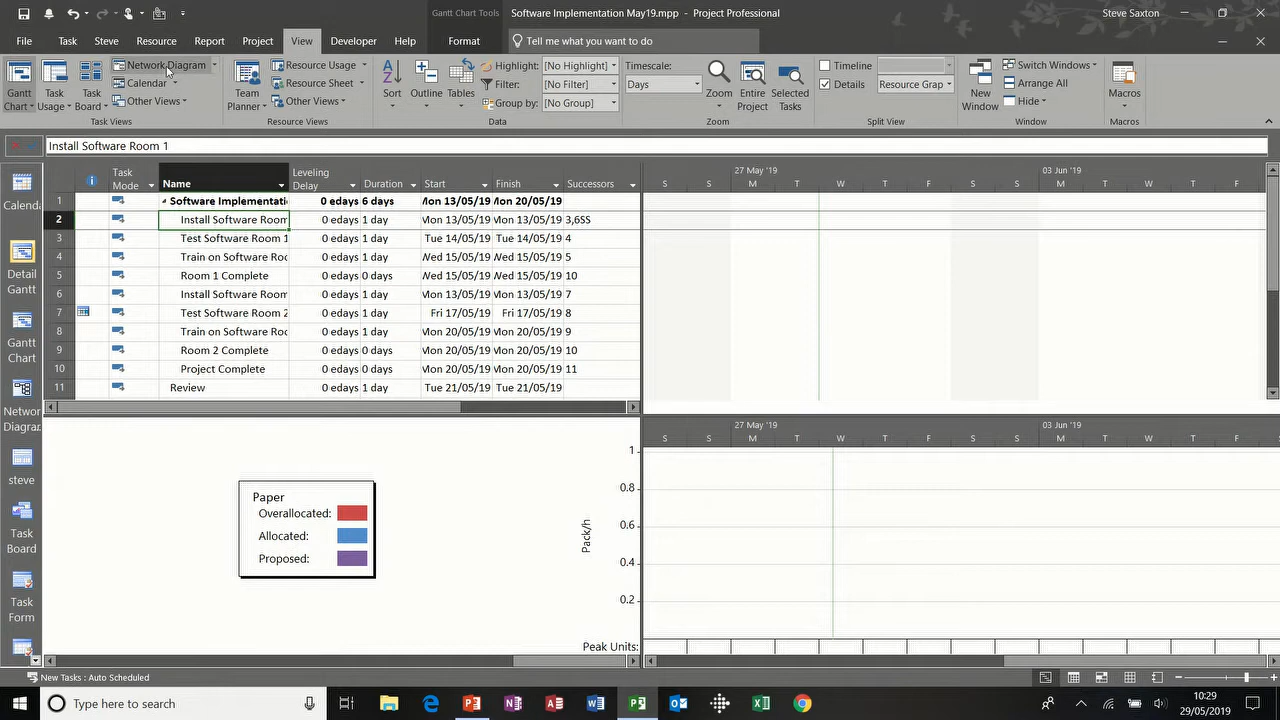 Gantt Chart Tools
Software Implementation May19.mpp - Project Professional
Steve Saxton
File Task Steve Resource Report Project View Developer Help Format Tell me what you want to do
Gantt Chart
Task Usage
Task Board
Network Diagram
Calendar
Other Views
Task Views
Team Planner
Resource Usage
Resource Sheet
Other Views
Resource Views
Sort
Outline
Tables
Highlight: [No Highlight]
Filter: [No Filter]
Group by: [No Group]
Data
Timescale:
Days
Zoom
Entire Project
Selected Tasks
Zoom
Timeline
Details Resource Grap
Split View
New Window
Switch Windows
Arrange All
Hide
Window
Macros
Macros
Install Software Room 1
Task Mode Name Leveling Delay Duration Start Finish Successors
1 Software Implementati 0 edays 6 days Mon 13/05/19 Mon 20/05/19
2 Install Software Room 0 edays 1 day Mon 13/05/19 Mon 13/05/19 3,6SS
3 Test Software Room 1 0 edays 1 day Tue 14/05/19 Tue 14/05/19 4
4 Train on Software Roo 0 edays 1 day Wed 15/05/19 Wed 15/05/19 5
5 Room 1 Complete 0 edays 0 days Wed 15/05/19 Wed 15/05/19 10
6 Install Software Room 0 edays 1 day Mon 13/05/19 Mon 13/05/19 7
7 Test Software Room 2 0 edays 1 day Fri 17/05/19 Fri 17/05/19 8
8 Train on Software Roo 0 edays 1 day Mon 20/05/19 Mon 20/05/19 9
9 Room 2 Complete 0 edays 0 days Mon 20/05/19 Mon 20/05/19 10
10 Project Complete 0 edays 0 days Mon 20/05/19 Mon 20/05/19 11
11 Review 0 edays 1 day Tue 21/05/19 Tue 21/05/19
27 May '19 03 Jun '19
S S M T W T F S S M T W T F
Calenda
Detail Gantt
Gantt Chart
Networ Diagra
steve
Task Board
Task Form
Paper
Overallocated:
Allocated:
Proposed:
Pack/h
1
0.8
0.6
0.4
0.2
Peak Units:
27 May '19 03 Jun '19
S S M T W T F S S M T W T F
New Tasks : Auto Scheduled
Type here to search
10:29
29/05/2019